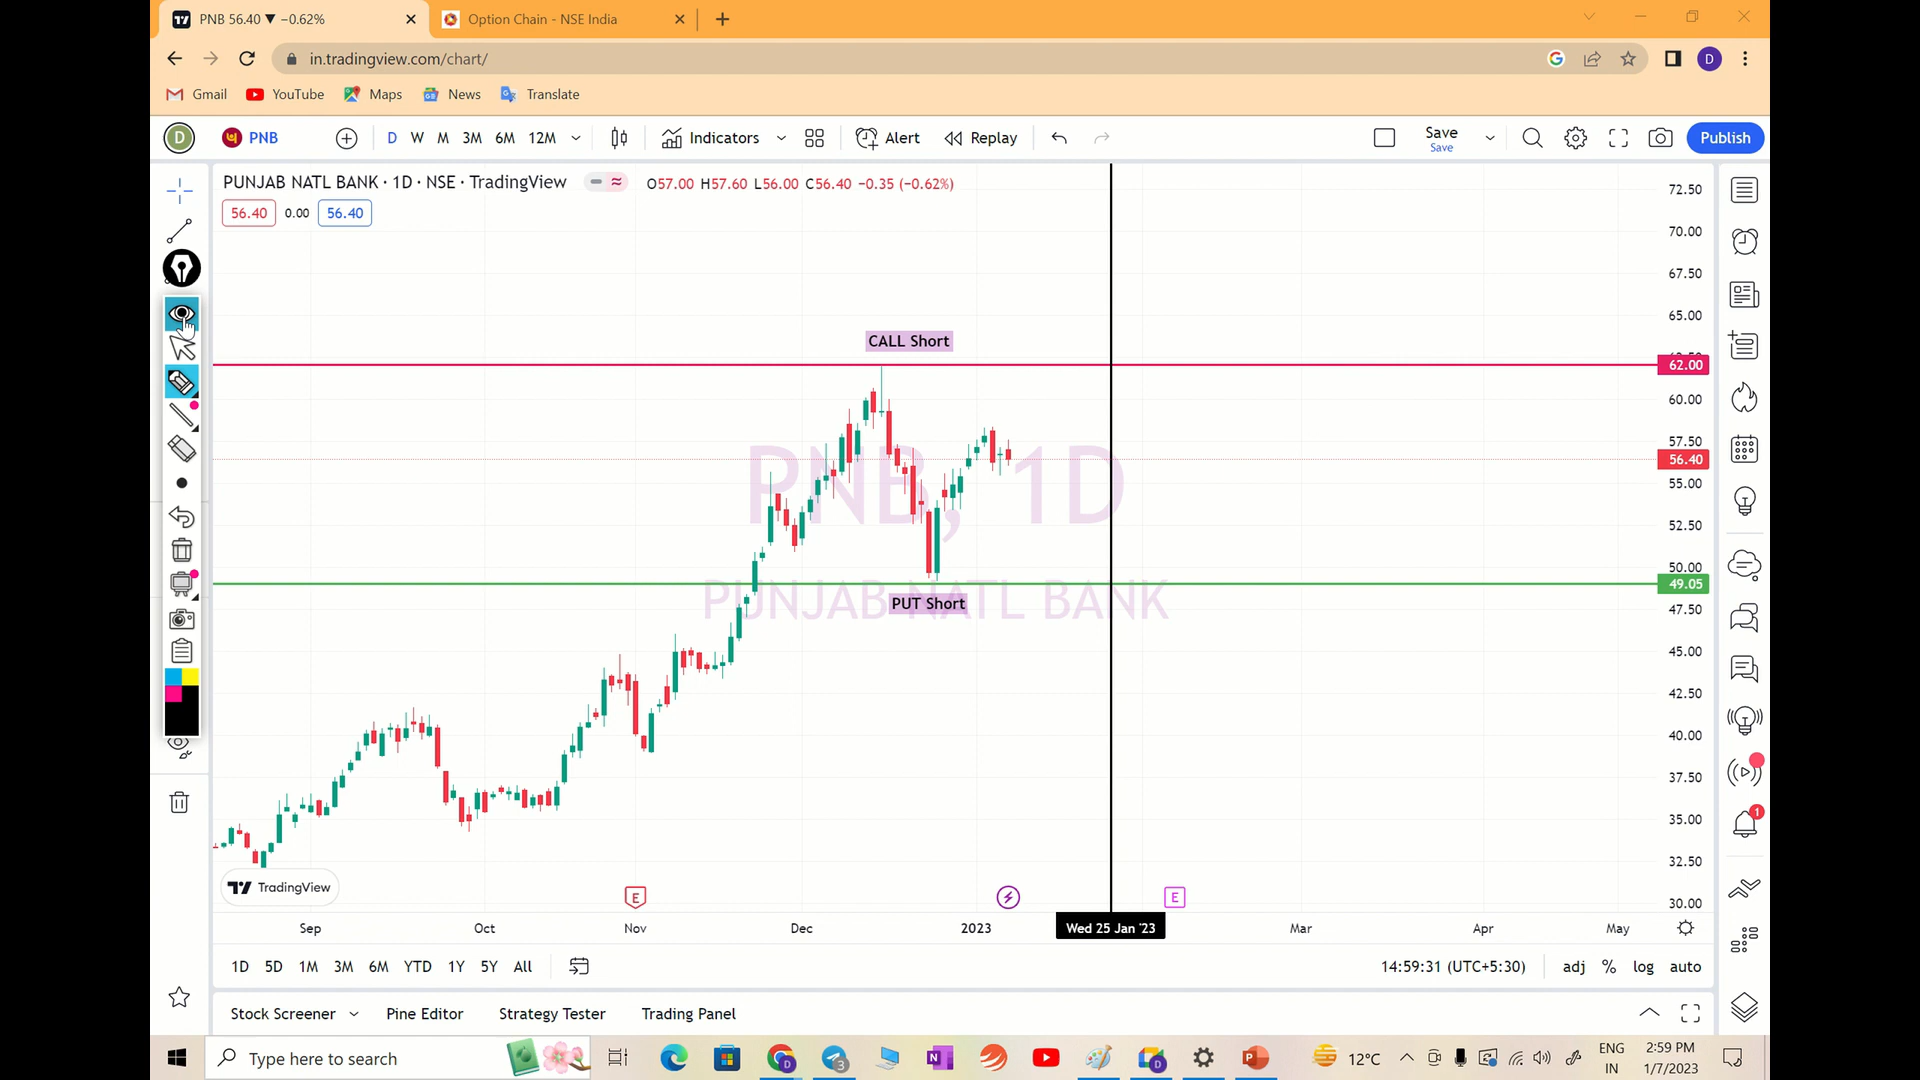 PNB 56.40 ▼ −0.62%
Option Chain - NSE India
in.tradingview.com/chart/
G
D
Gmail
YouTube
Maps
News
Translate
D
PNB
D W M 3M 6M 12M
Indicators
Alert
Replay
Save
Save
Publish
PUNJAB NATL BANK · 1D · NSE · TradingView
O57.00 H57.60 L56.00 C56.40 −0.35 (−0.62%)
56.40 0.00 56.40
72.50
70.00
67.50
65.00
CALL Short
62.00
60.00
57.50
56.40
PNB, 1D
55.00
52.50
50.00
49.05
PUNJAB NATL BANK
PUT Short
47.50
45.00
42.50
40.00
37.50
35.00
32.50
30.00
TradingView
E
E
1
Sep Oct Nov Dec 2023 Wed 25 Jan '23 Mar Apr May
1D 5D 1M 3M 6M YTD 1Y 5Y All
14:59:31 (UTC+5:30)
adj % log auto
Stock Screener
Pine Editor
Strategy Tester
Trading Panel
Type here to search
D
3
N
D
P
12°C
ENG
IN
2:59 PM
1/7/2023